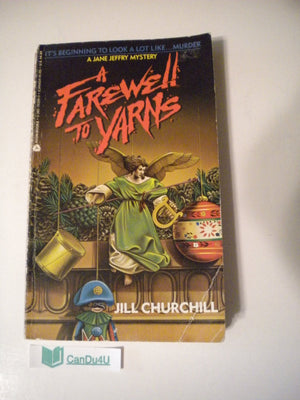 IT'S BEGINNING TO LOOK A LOT LIKE...MURDER
A JANE JEFFRY MYSTERY
A
FAREWELL
TO YARNS
JILL CHURCHILL
CanDu4U